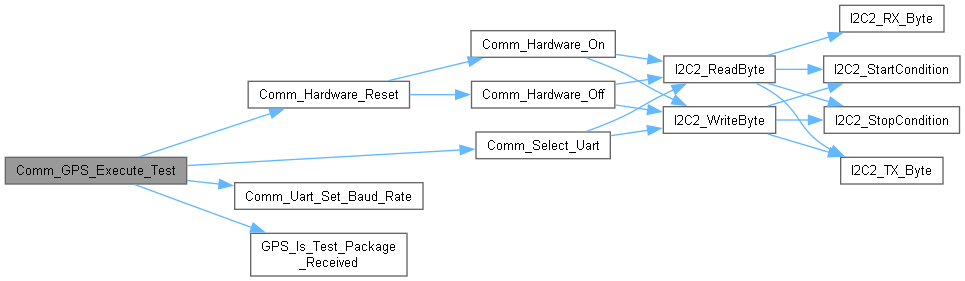 Comm_GPS_Execute_Test
Comm_Hardware_Reset
Comm_Hardware_On
Comm_Hardware_Off
Comm_Select_Uart
Comm_Uart_Set_Baud_Rate
GPS_Is_Test_Package
_Received
I2C2_ReadByte
I2C2_WriteByte
I2C2_RX_Byte
I2C2_StartCondition
I2C2_StopCondition
I2C2_TX_Byte